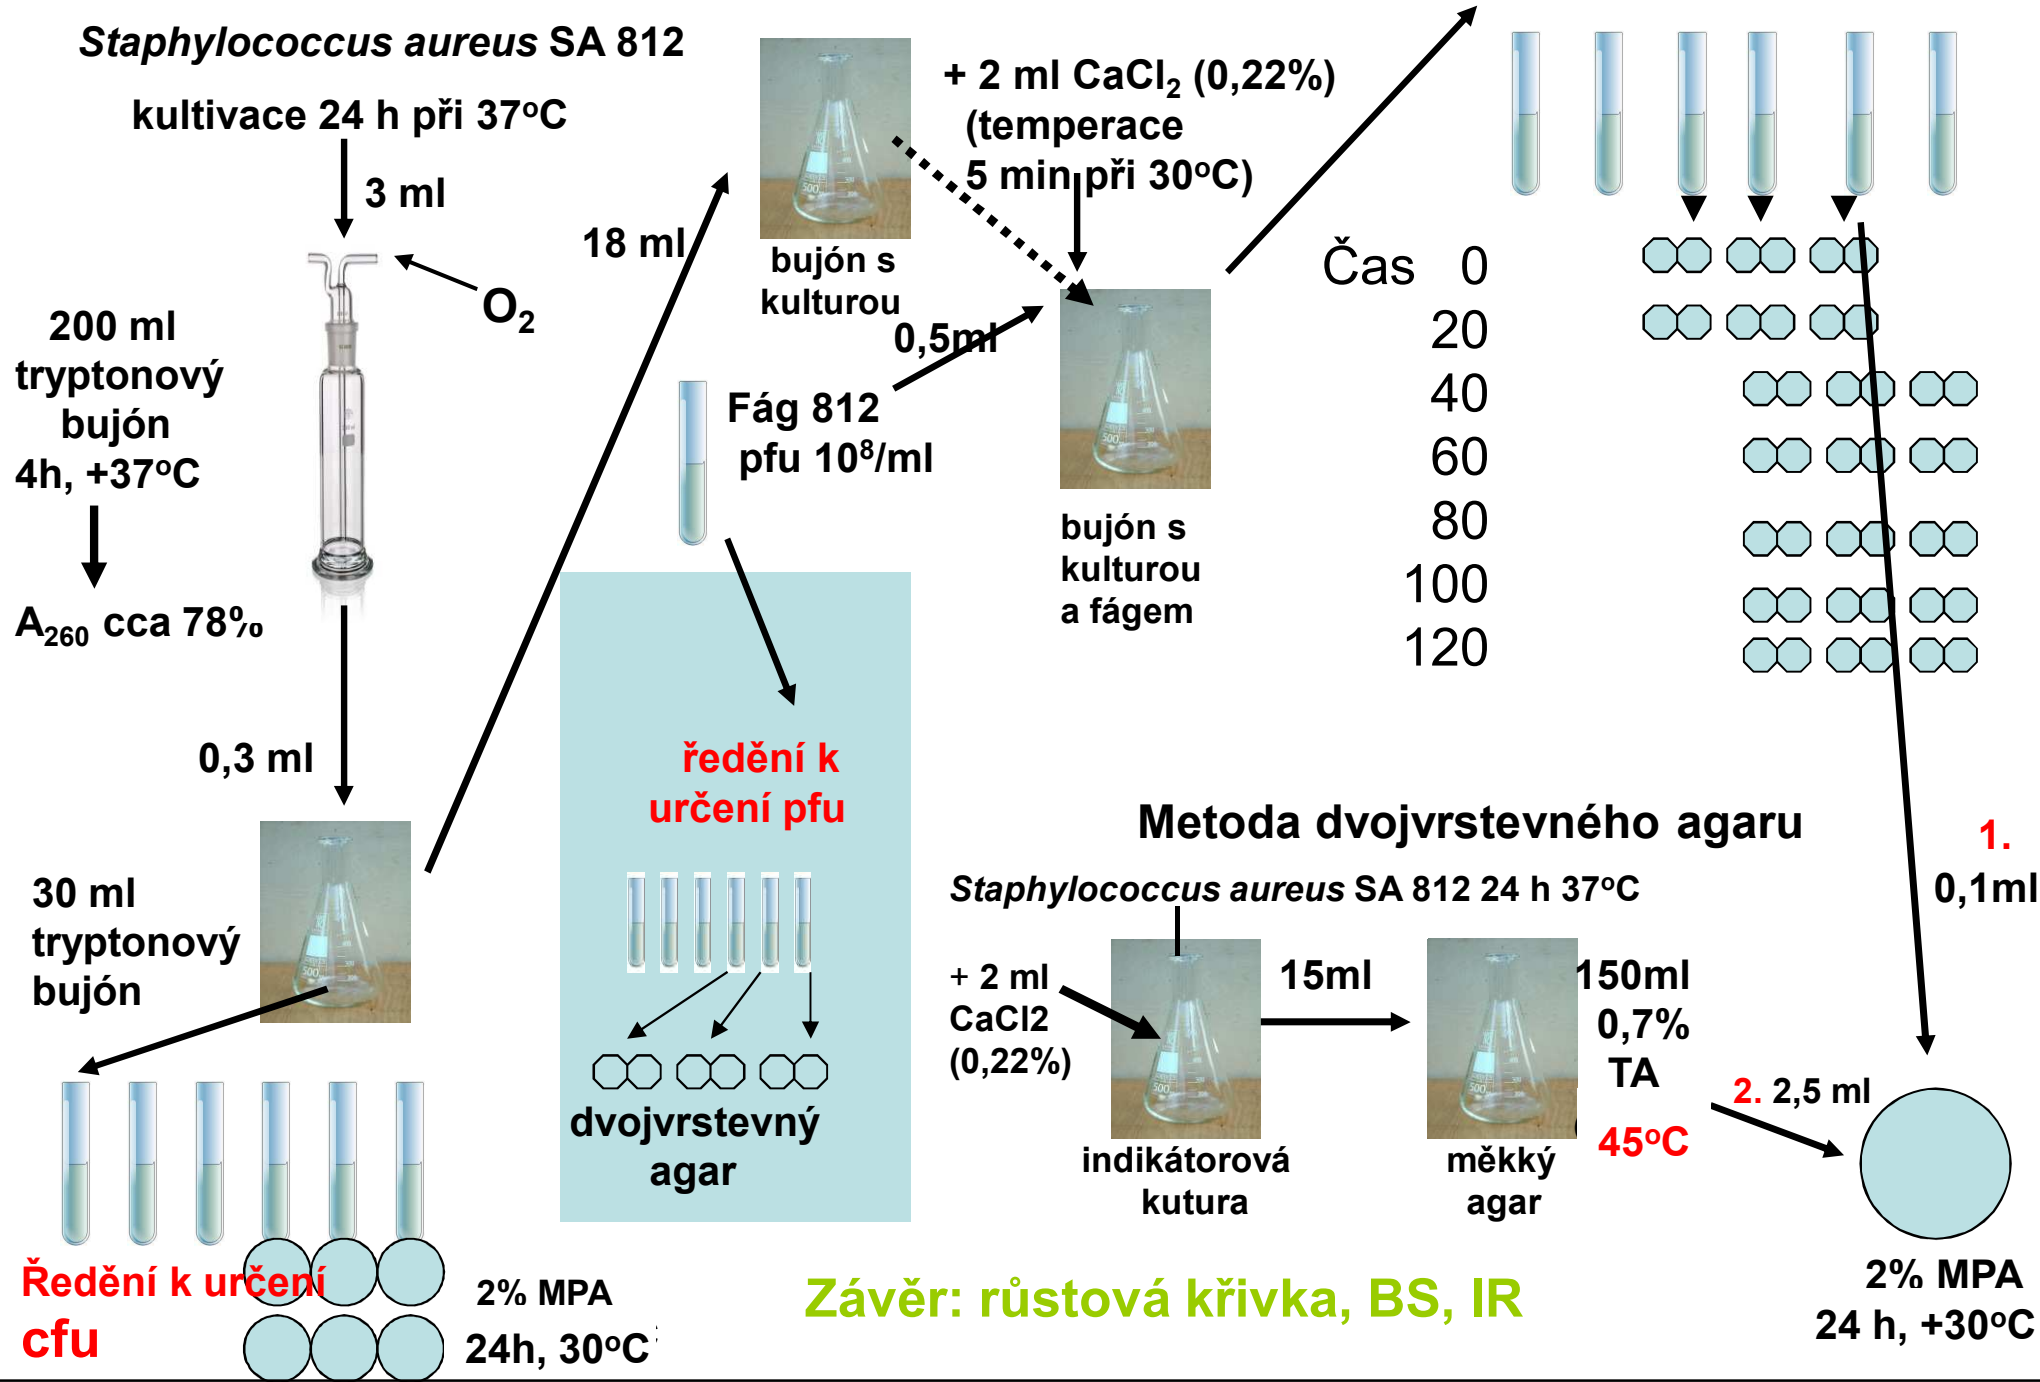 Staphylococcus aureus SA 812
kultivace 24 h při 37°C
3 ml
O₂
200 ml
tryptonový
bujón
4h, +37°C
A₂₆₀ cca 78‰
0,3 ml
30 ml
tryptonový
bujón
Ředění k určení
cfu
2% MPA
24h, 30°C
18 ml
bujón s
kulturou
+ 2 ml CaCl₂ (0,22%)
(temperace
5 min při 30°C)
0,5ml
Fág 812
pfu 10⁸/ml
bujón s
kulturou
a fágem
ředění k
určení pfu
dvojvrstevný
agar
Čas 0
20
40
60
80
100
120
Metoda dvojvrstevného agaru
Staphylococcus aureus SA 812 24 h 37°C
+ 2 ml
CaCl2
(0,22%)
indikátorová
kutura
15ml
měkký
agar
150ml
0,7%
TA
45°C
1.
0,1ml
2. 2,5 ml
2% MPA
24 h, +30°C
Závěr: růstová křivka, BS, IR